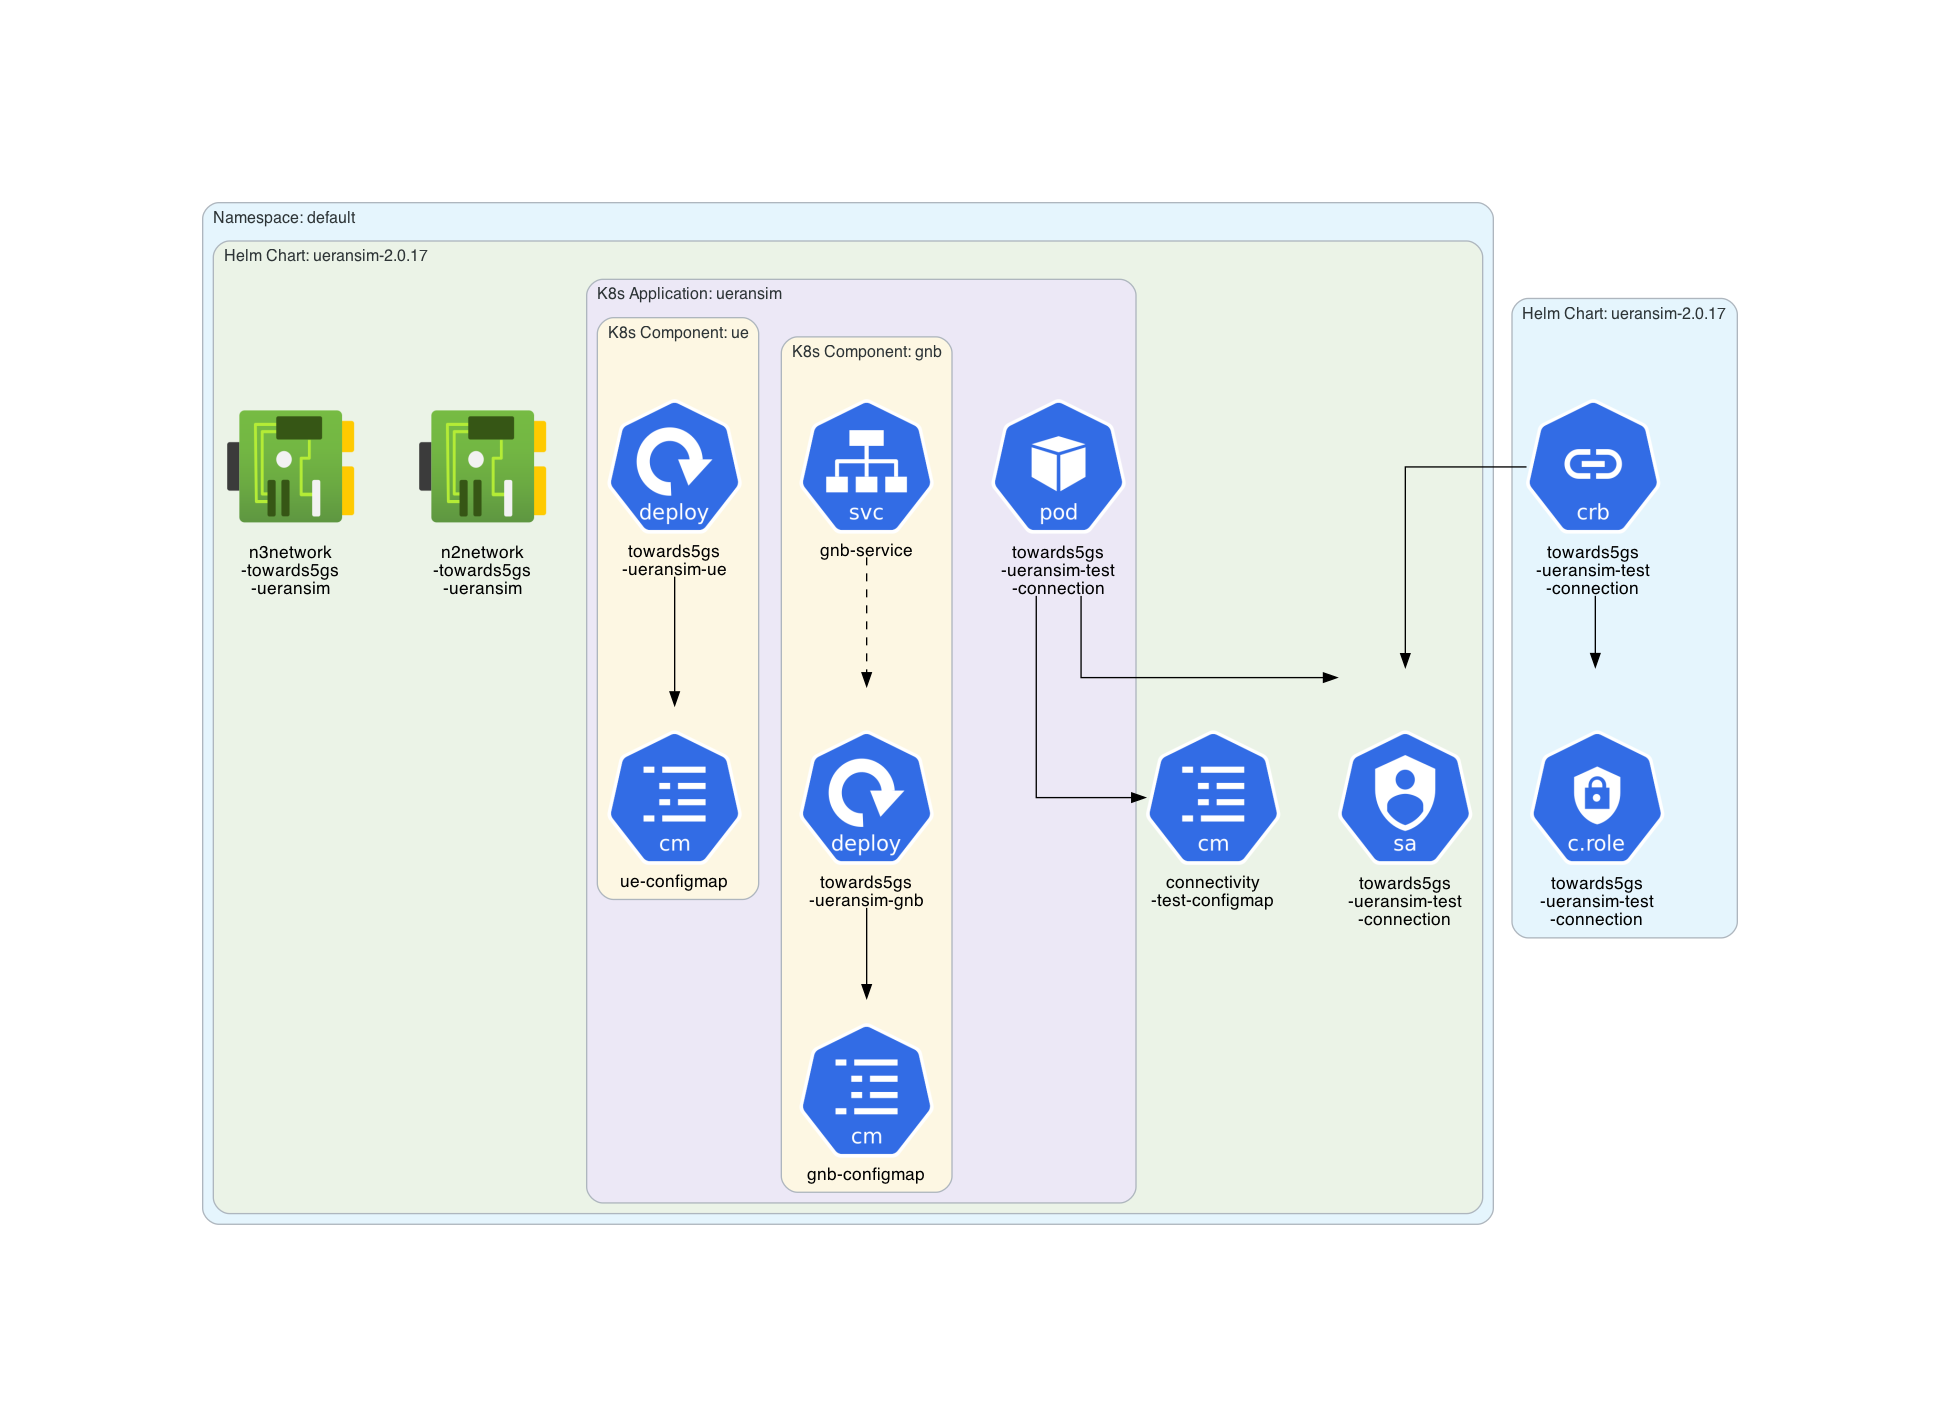 Namespace: default
Helm Chart: ueransim-2.0.17
K8s Application: ueransim
Helm Chart: ueransim-2.0.17
K8s Component: ue
K8s Component: gnb
deploy
svc
pod
crb
n3network
-towards5gs
-ueransim
n2network
-towards5gs
-ueransim
towards5gs
-ueransim-ue
gnb-service
towards5gs
-ueransim-test
-connection
towards5gs
-ueransim-test
-connection
cm
deploy
cm
sa
c.role
ue-configmap
towards5gs
-ueransim-gnb
connectivity
-test-configmap
towards5gs
-ueransim-test
-connection
towards5gs
-ueransim-test
-connection
cm
gnb-configmap